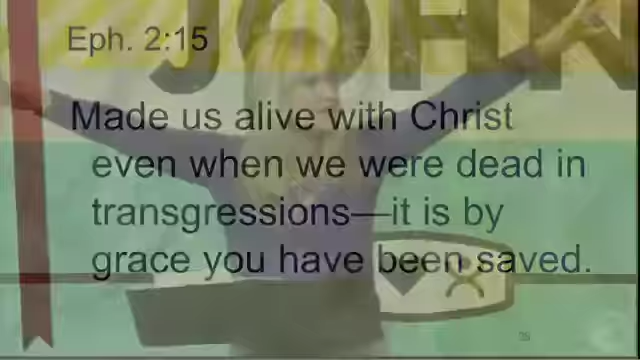 JOHN
Eph. 2:15
Made us alive with Christ
even when we were dead in
transgressions—it is by
grace you have been saved.